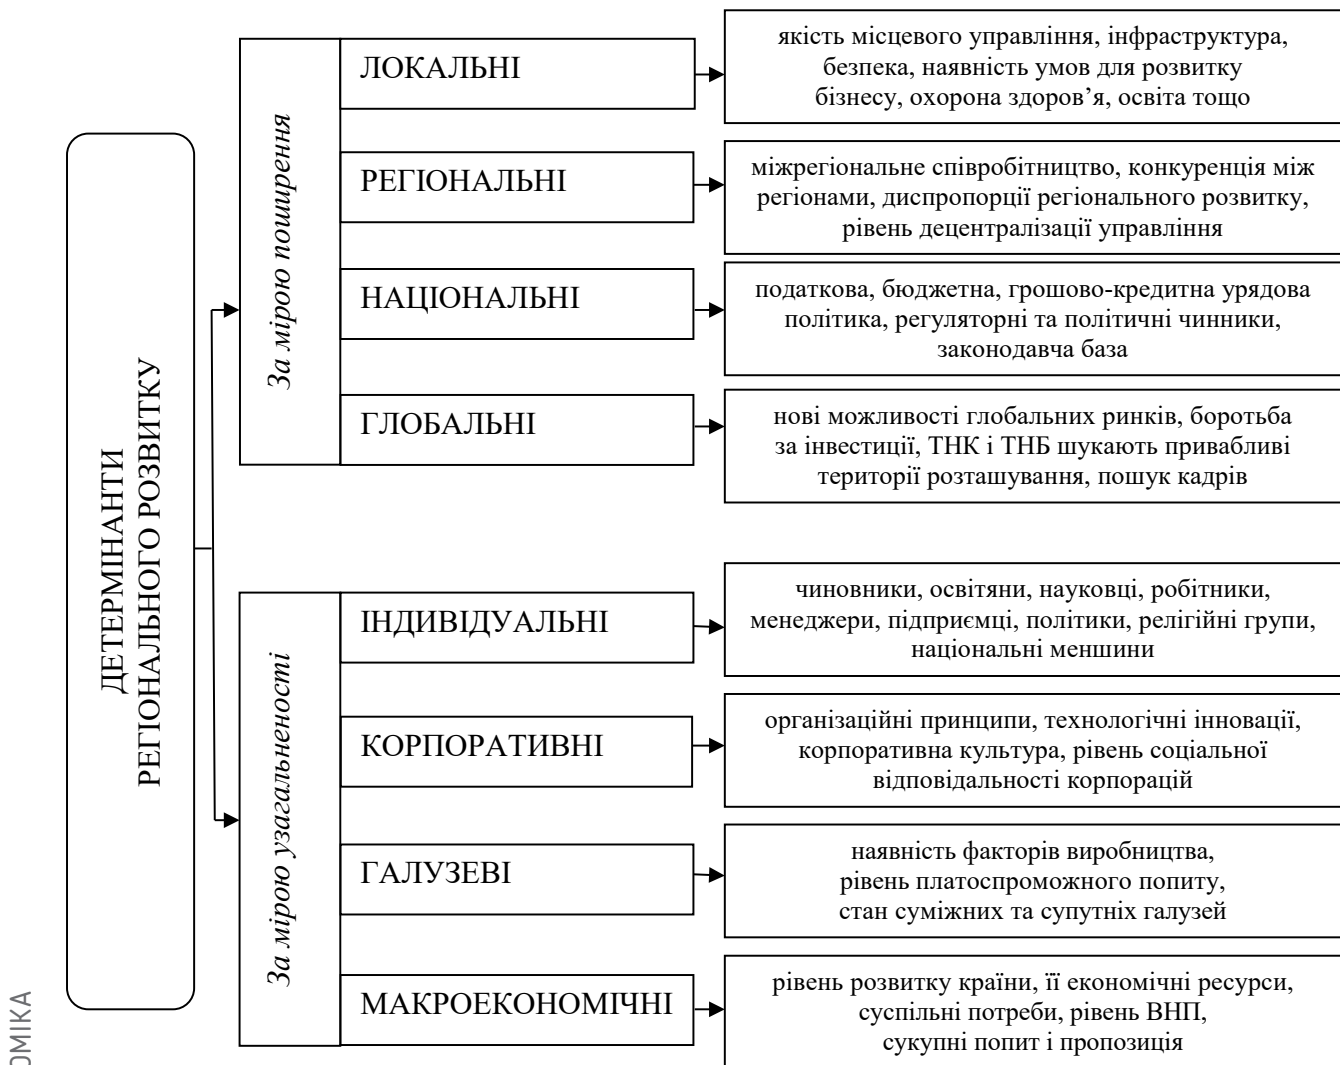 ДЕТЕРМІНАНТИ
РЕГІОНАЛЬНОГО РОЗВИТКУ
За мірою поширення
ЛОКАЛЬНІ
якість місцевого управління, інфраструктура,
безпека, наявність умов для розвитку
бізнесу, охорона здоров’я, освіта тощо
РЕГІОНАЛЬНІ
міжрегіональне співробітництво, конкуренція між
регіонами, диспропорції регіонального розвитку,
рівень децентралізації управління
НАЦІОНАЛЬНІ
податкова, бюджетна, грошово-кредитна урядова
політика, регуляторні та політичні чинники,
законодавча база
ГЛОБАЛЬНІ
нові можливості глобальних ринків, боротьба
за інвестиції, ТНК і ТНБ шукають привабливі
території розташування, пошук кадрів
За мірою узагальненості
ІНДИВІДУАЛЬНІ
чиновники, освітяни, науковці, робітники,
менеджери, підприємці, політики, релігійні групи,
національні меншини
КОРПОРАТИВНІ
організаційні принципи, технологічні інновації,
корпоративна культура, рівень соціальної
відповідальності корпорацій
ГАЛУЗЕВІ
наявність факторів виробництва,
рівень платоспроможного попиту,
стан суміжних та супутніх галузей
МАКРОЕКОНОМІЧНІ
рівень розвитку країни, її економічні ресурси,
суспільні потреби, рівень ВНП,
сукупні попит і пропозиція